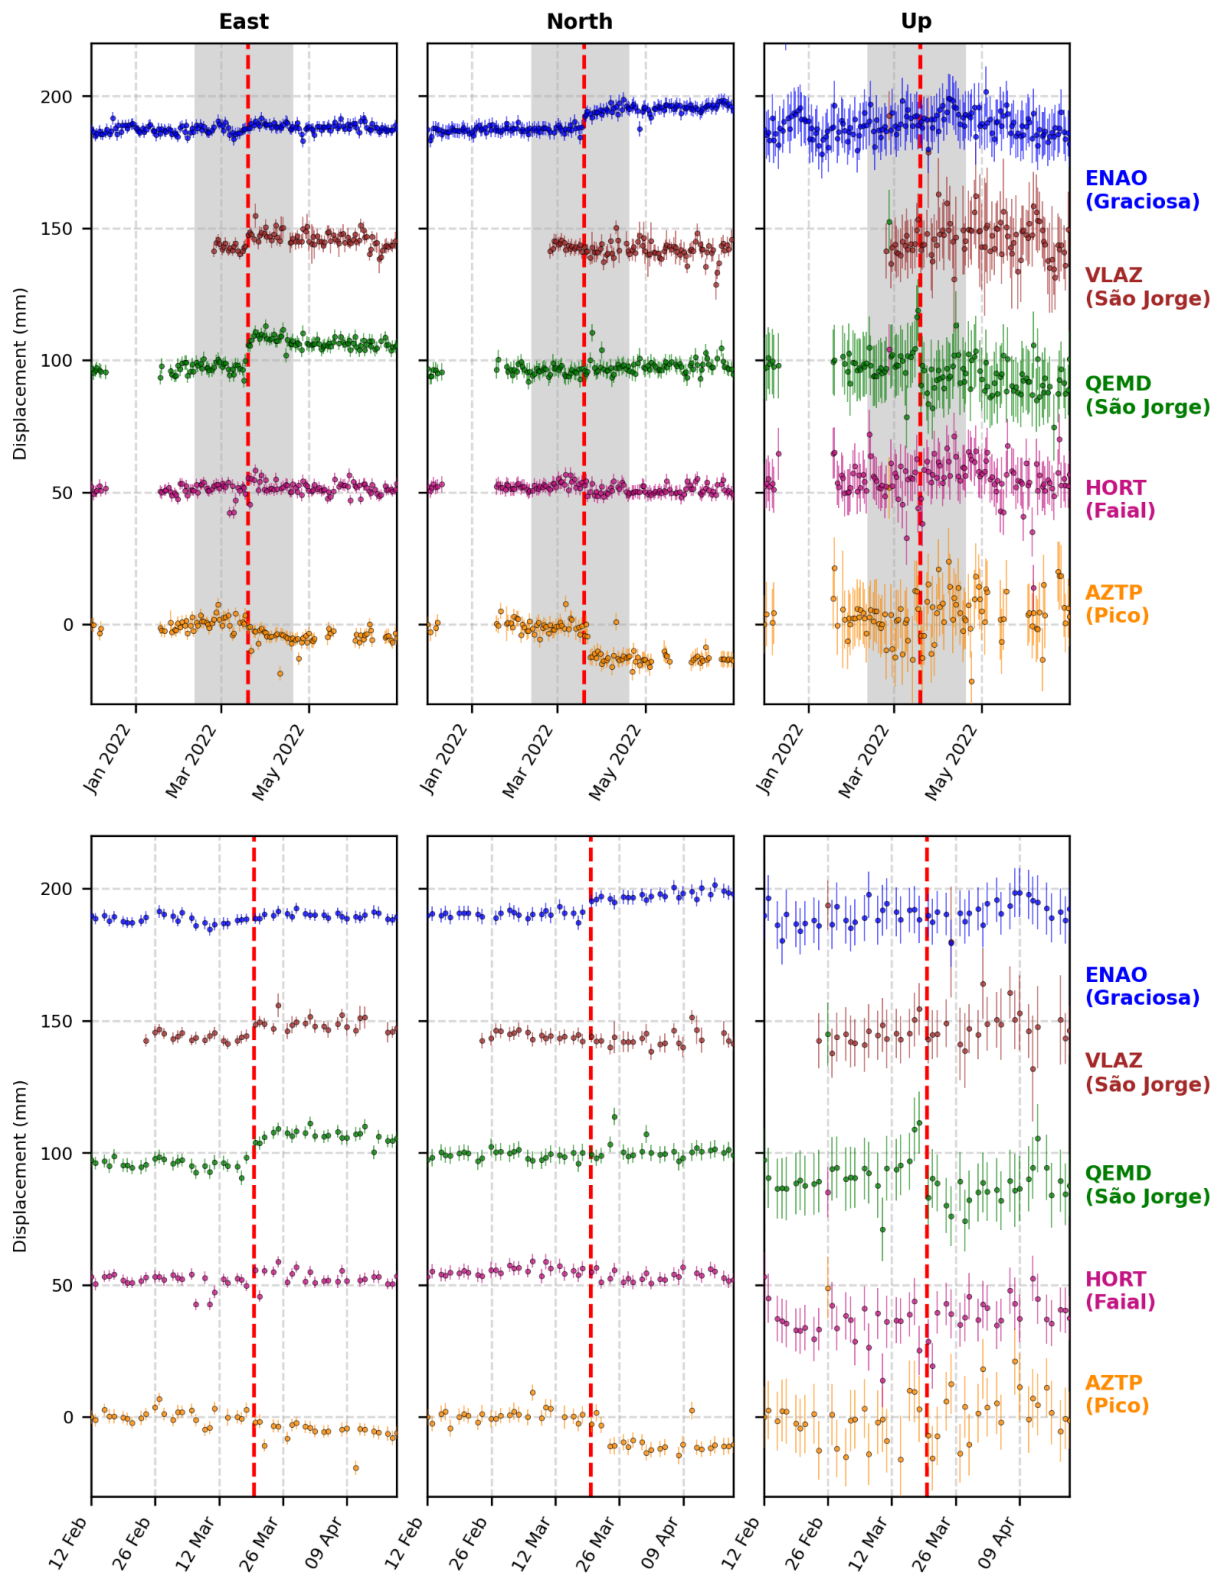 East
North
Up
200
150
100
50
0
Displacement (mm)
ENAO
(Graciosa)
VLAZ
(São Jorge)
QEMD
(São Jorge)
HORT
(Faial)
AZTP
(Pico)
Jan 2022
Mar 2022
May 2022
Jan 2022
Mar 2022
May 2022
Jan 2022
Mar 2022
May 2022
200
150
100
50
0
Displacement (mm)
ENAO
(Graciosa)
VLAZ
(São Jorge)
QEMD
(São Jorge)
HORT
(Faial)
AZTP
(Pico)
12 Feb
26 Feb
12 Mar
26 Mar
09 Apr
12 Feb
26 Feb
12 Mar
26 Mar
09 Apr
12 Feb
26 Feb
12 Mar
26 Mar
09 Apr